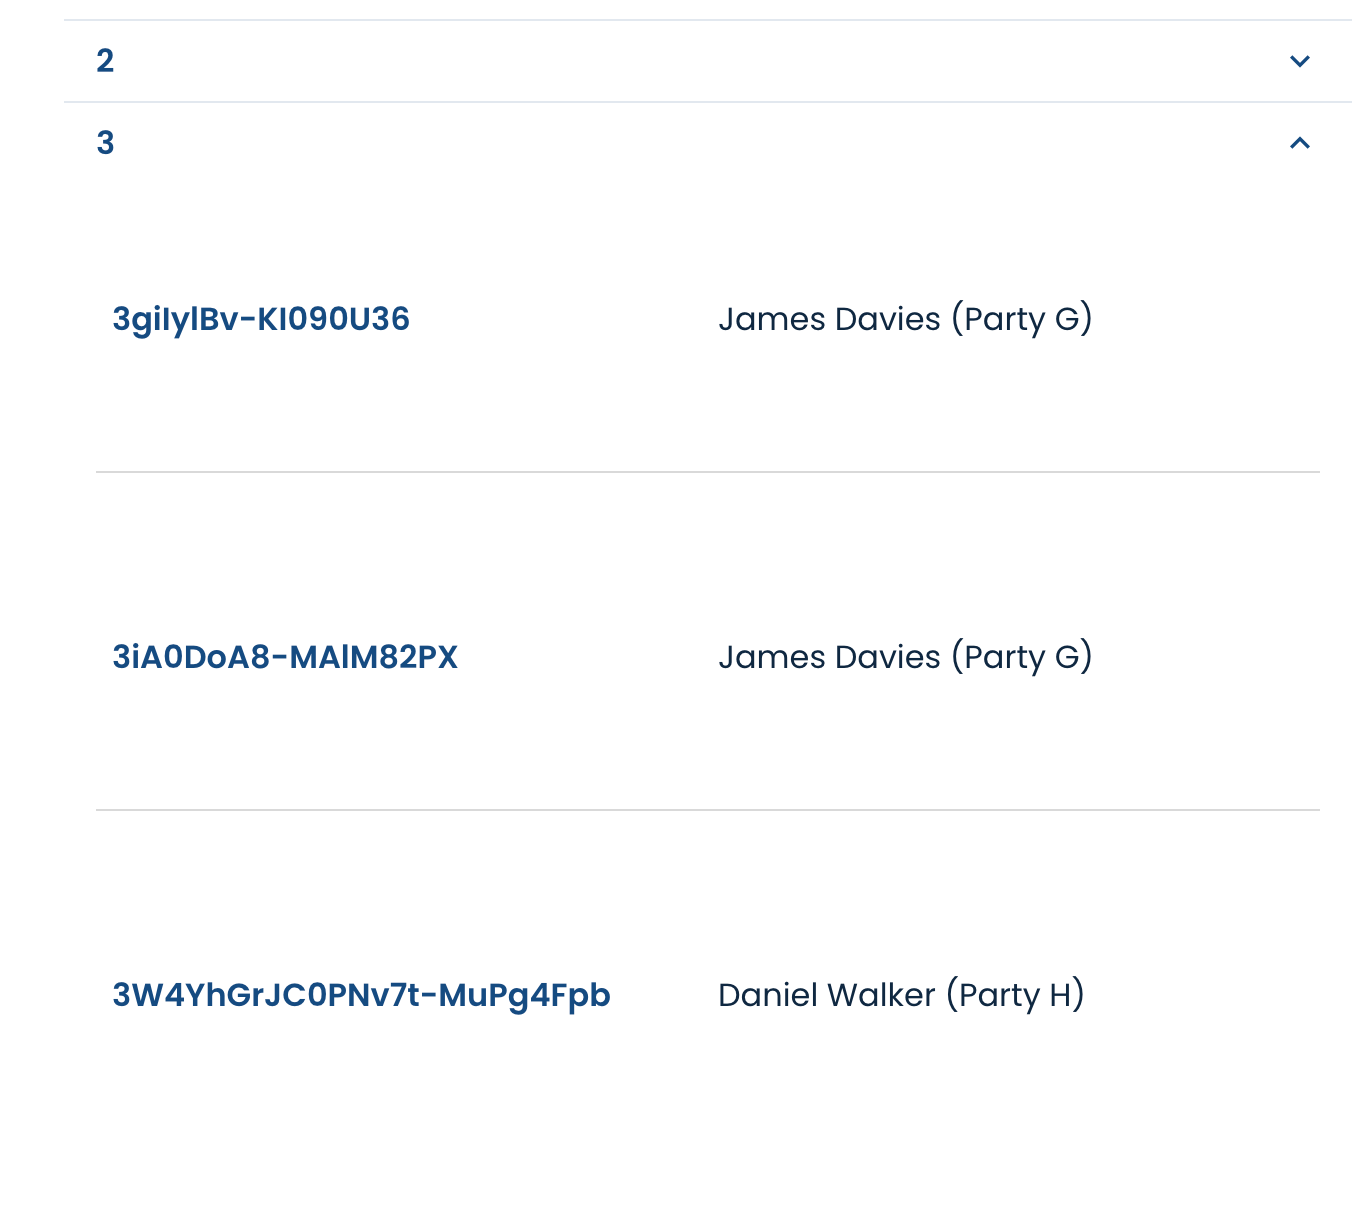 2
3
3giIylBv-KI090U36
James Davies (Party G)
3iA0DoA8-MAlM82PX
James Davies (Party G)
3W4YhGrJC0PNv7t-MuPg4Fpb
Daniel Walker (Party H)